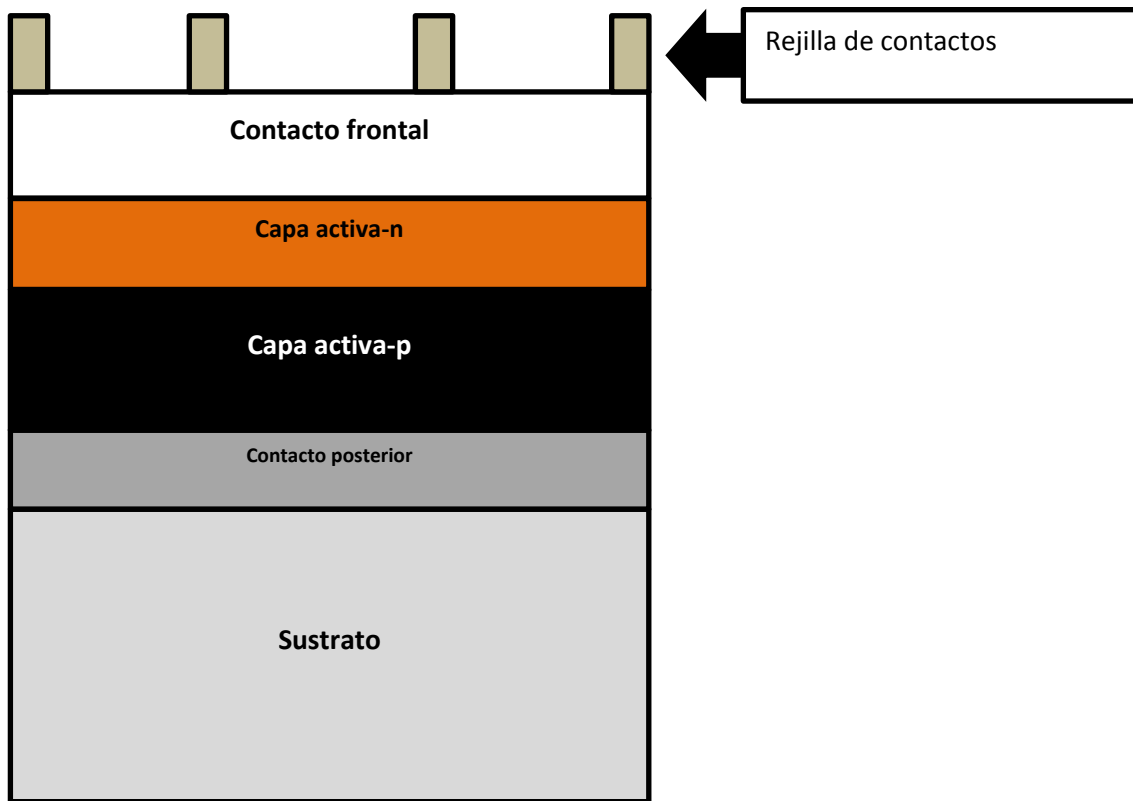 Rejilla de contactos
Contacto frontal
Capa activa-n
Capa activa-p
Contacto posterior
Sustrato